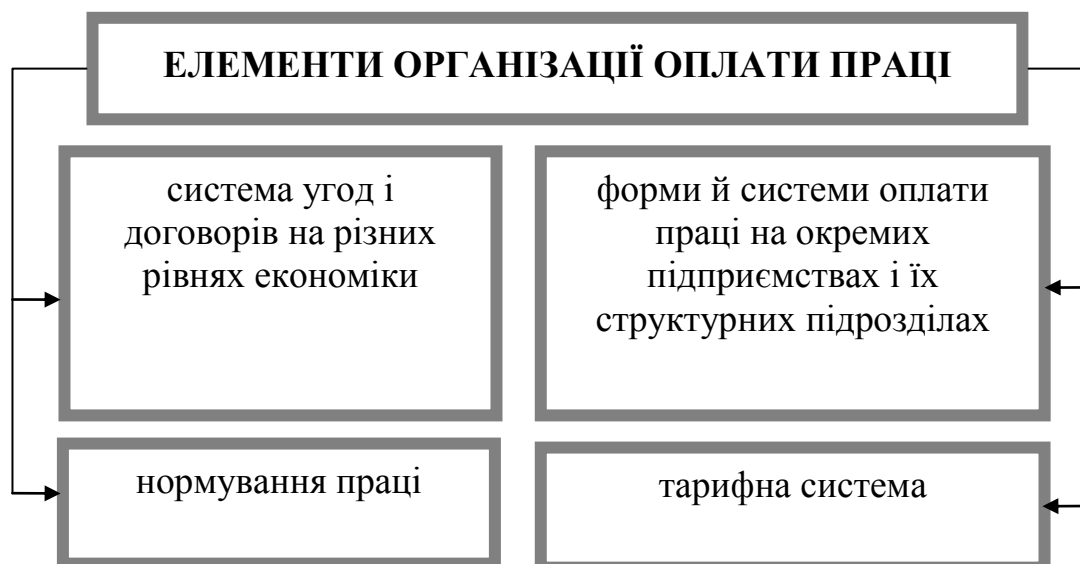 ЕЛЕМЕНТИ ОРГАНІЗАЦІЇ ОПЛАТИ ПРАЦІ
система угод і
договорів на різних
рівнях економіки
форми й системи оплати
праці на окремих
підприємствах і їх
структурних підрозділах
нормування праці
тарифна система